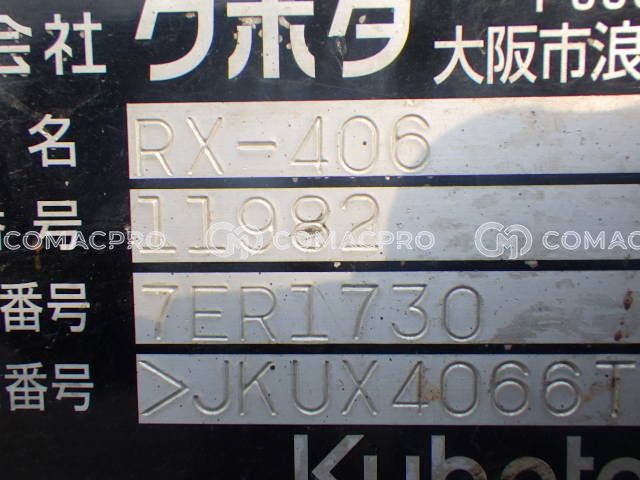 会社 クボタ
大阪市浪
名 RX-406
番号 11982
COMACPRO COMACPRO COMACPRO
番号 7ER1730
番号 >JKUX4066T
Kubota